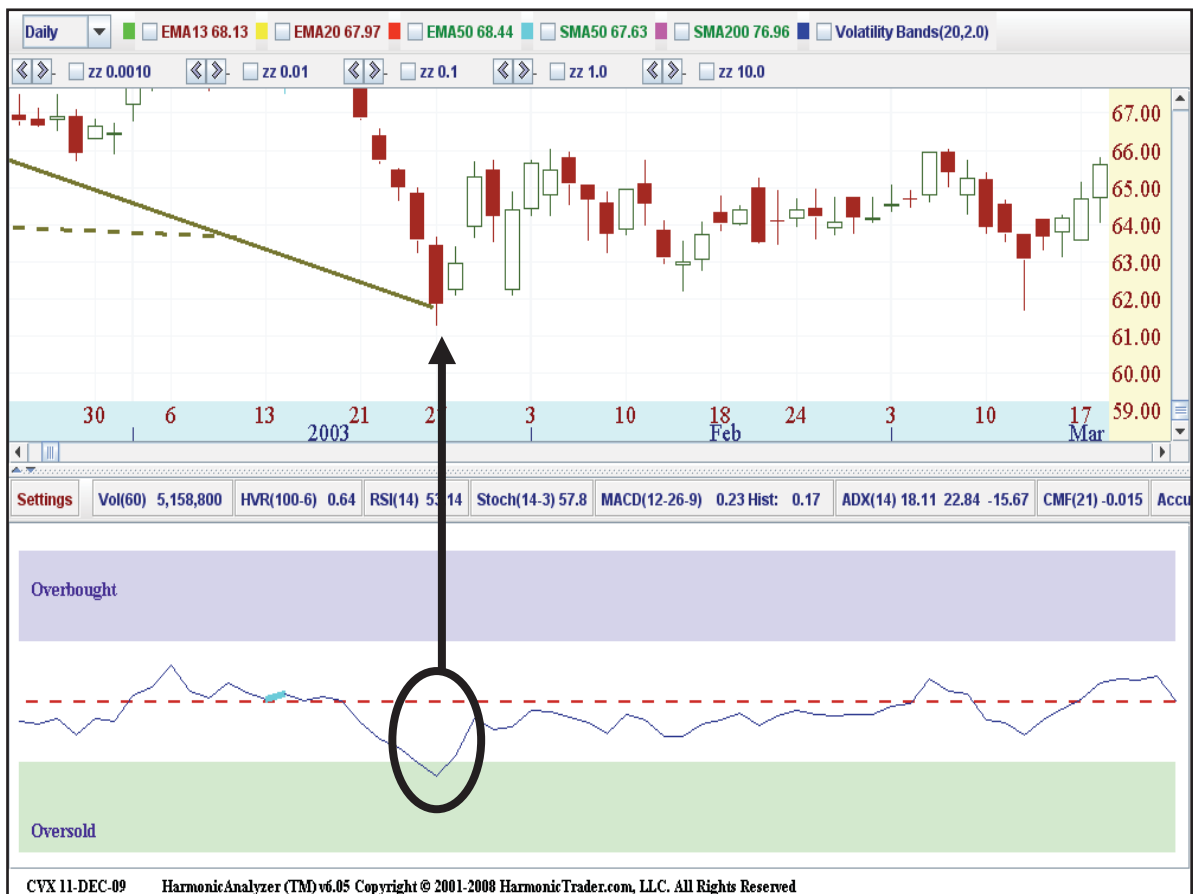 Daily EMA13 68.13 EMA20 67.97 EMA50 68.44 SMA50 67.63 SMA200 76.96 Volatility Bands(20,2.0)
zz 0.0010 zz 0.01 zz 0.1 zz 1.0 zz 10.0
67.00
66.00
65.00
64.00
63.00
62.00
61.00
60.00
59.00
30 6 13 21 3 10 18 24 3 10 17
2003 Feb Mar
Settings Vol(60) 5,158,800 HVR(100-6) 0.64 RSI(14) Stoch(14-3) 57.8 MACD(12-26-9) 0.23 Hist: 0.17 ADX(14) 18.11 22.84 -15.67 CMF(21) -0.015 Accu
Overbought
Oversold
CVX 11-DEC-09 HarmonicAnalyzer (TM) v6.05 Copyright © 2001-2008 HarmonicTrader.com, LLC. All Rights Reserved